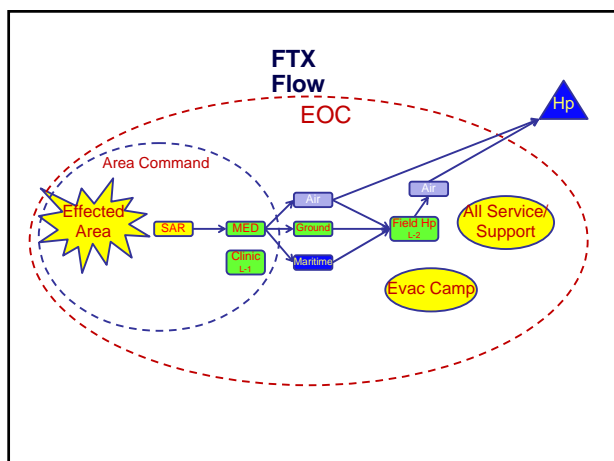 FTX
Flow
EOC
Hp
Area Command
Effected
Area
SAR
MED
Clinic
L-1
Air
Ground
Maritime
Air
Field Hp
L-2
All Service/
Support
Evac Camp